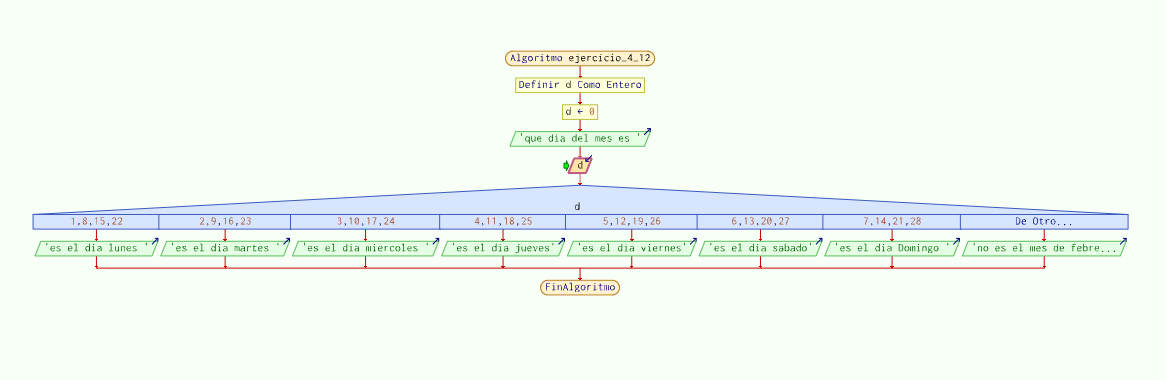 Algoritmo ejercicio_4_12
Definir d Como Entero
d ← 0
'que dia del mes es '
d
d
1,8,15,22 2,9,16,23 3,10,17,24 4,11,18,25 5,12,19,26 6,13,20,27 7,14,21,28 De Otro...
'es el dia lunes ' 'es el dia martes ' 'es el dia miercoles ' 'es el dia jueves' 'es el dia viernes' 'es el dia sabado' 'es el dia Domingo ' 'no es el mes de febre...
FinAlgoritmo